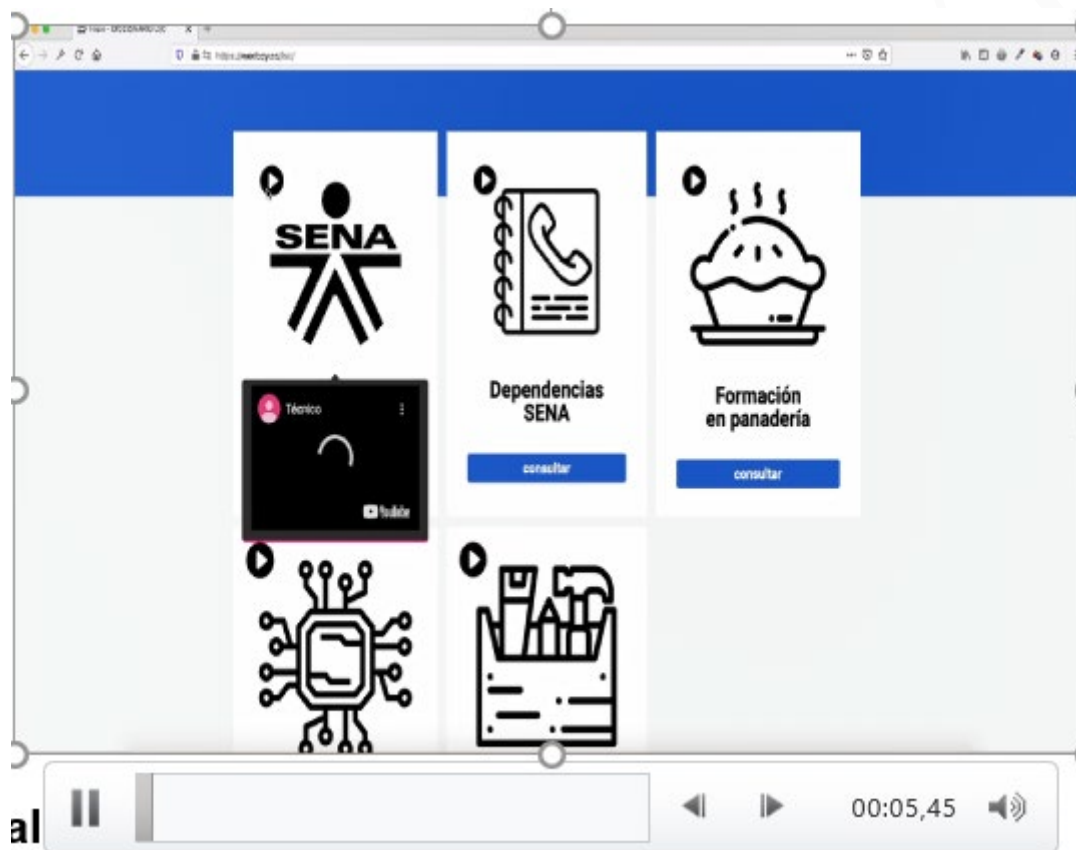 SENA
Técnico
YouTube
Dependencias
SENA
consultar
Formación
en panadería
consultar
al
00:05,45